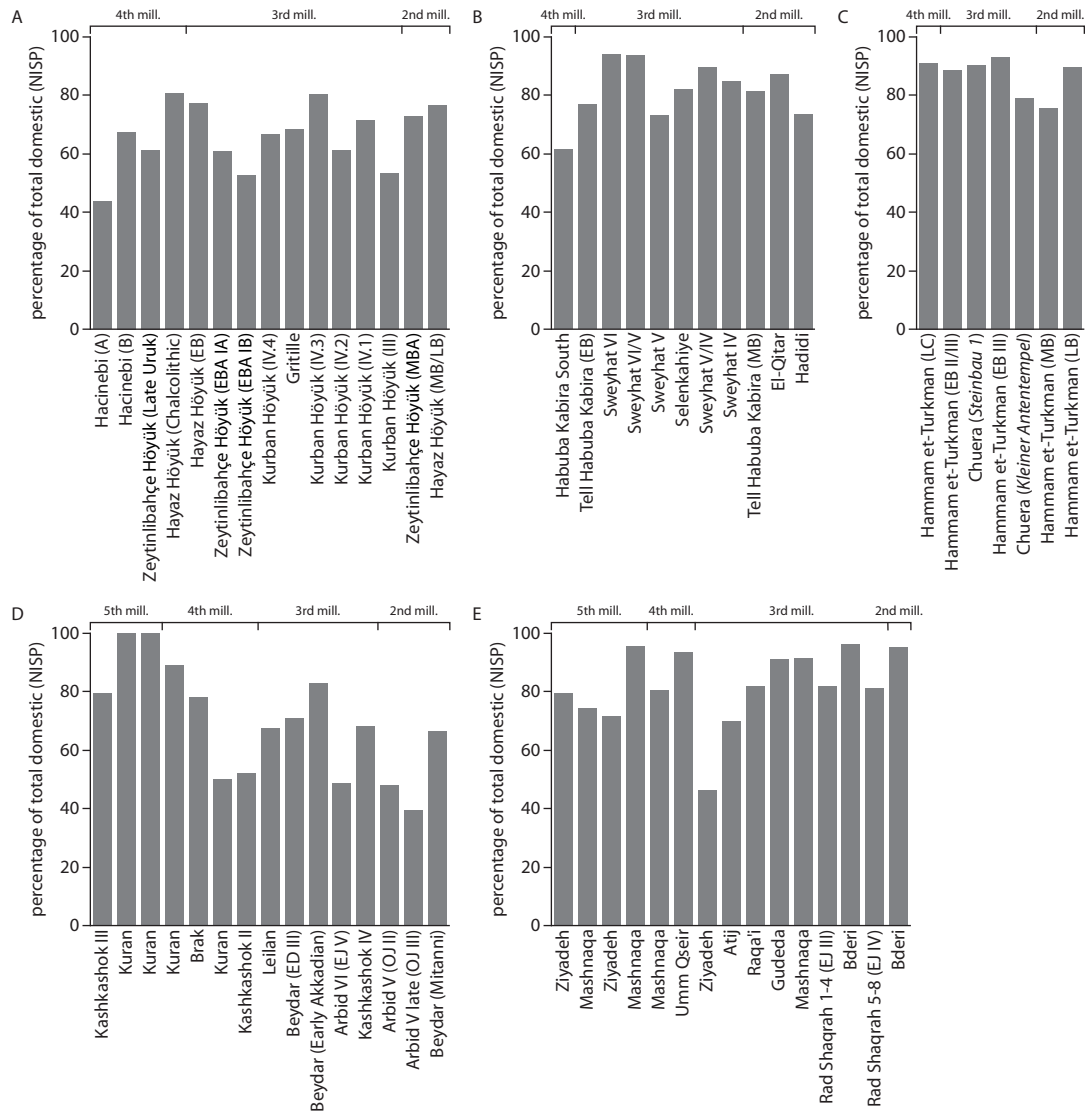 A
4th mill. 3rd mill. 2nd mill.
percentage of total domestic (NISP)
100
80
60
40
20
0
Hacinebi (A)
Hacinebi (B)
Zeytinlibahçe Höyük (Late Uruk)
Hayaz Höyük (Chalcolithic)
Hayaz Höyük (EB)
Zeytinlibahçe Höyük (EBA IA)
Zeytinlibahçe Höyük (EBA IB)
Kurban Höyük (IV.4)
Gritille
Kurban Höyük (IV.3)
Kurban Höyük (IV.2)
Kurban Höyük (IV.1)
Kurban Höyük (III)
Zeytinlibahçe Höyük (MBA)
Hayaz Höyük (MB/LB)
B
4th mill. 3rd mill. 2nd mill.
percentage of total domestic (NISP)
100
80
60
40
20
0
Habuba Kabira South
Tell Habuba Kabira (EB)
Sweyhat VI
Sweyhat VI/V
Sweyhat V
Selenkahiye
Sweyhat V/IV
Sweyhat IV
Tell Habuba Kabira (MB)
El-Qitar
Hadidi
C
4th mill. 3rd mill. 2nd mill.
percentage of total domestic (NISP)
100
80
60
40
20
0
Hammam et-Turkman (LC)
Hammam et-Turkman (EB II/III)
Chuera (Steinbau 1)
Hammam et-Turkman (EB III)
Chuera (Kleiner Antentempel)
Hammam et-Turkman (MB)
Hammam et-Turkman (LB)
D
5th mill. 4th mill. 3rd mill. 2nd mill.
percentage of total domestic (NISP)
100
80
60
40
20
0
Kashkashok III
Kuran
Kuran
Kuran
Brak
Kuran
Kashkashok II
Leilan
Beydar (ED III)
Beydar (Early Akkadian)
Arbid VI (EJ V)
Kashkashok IV
Arbid V (OJ II)
Arbid V late (OJ III)
Beydar (Mitanni)
E
5th mill. 4th mill. 3rd mill. 2nd mill.
percentage of total domestic (NISP)
100
80
60
40
20
0
Ziyadeh
Mashnaqa
Ziyadeh
Mashnaqa
Mashnaqa
Umm Qseir
Ziyadeh
Atij
Raqa'i
Gudeda
Mashnaqa
Rad Shaqrah 1-4 (EJ III)
Bderi
Rad Shaqrah 5-8 (EJ IV)
Bderi